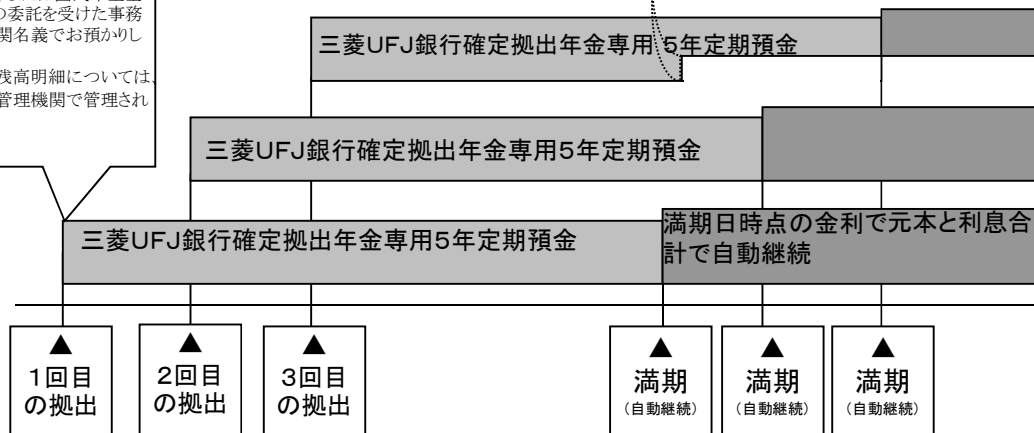 の委託を受けた事務
関名義でお預かりし
残高明細については、
管理機関で管理され
三菱UFJ銀行確定拠出年金専用5年定期預金
三菱UFJ銀行確定拠出年金専用5年定期預金
三菱UFJ銀行確定拠出年金専用5年定期預金
満期日時点の金利で元本と利息合
計で自動継続
▲
1回目
の拠出
▲
2回目
の拠出
▲
3回目
の拠出
▲
満期
(自動継続)
▲
満期
(自動継続)
▲
満期
(自動継続)